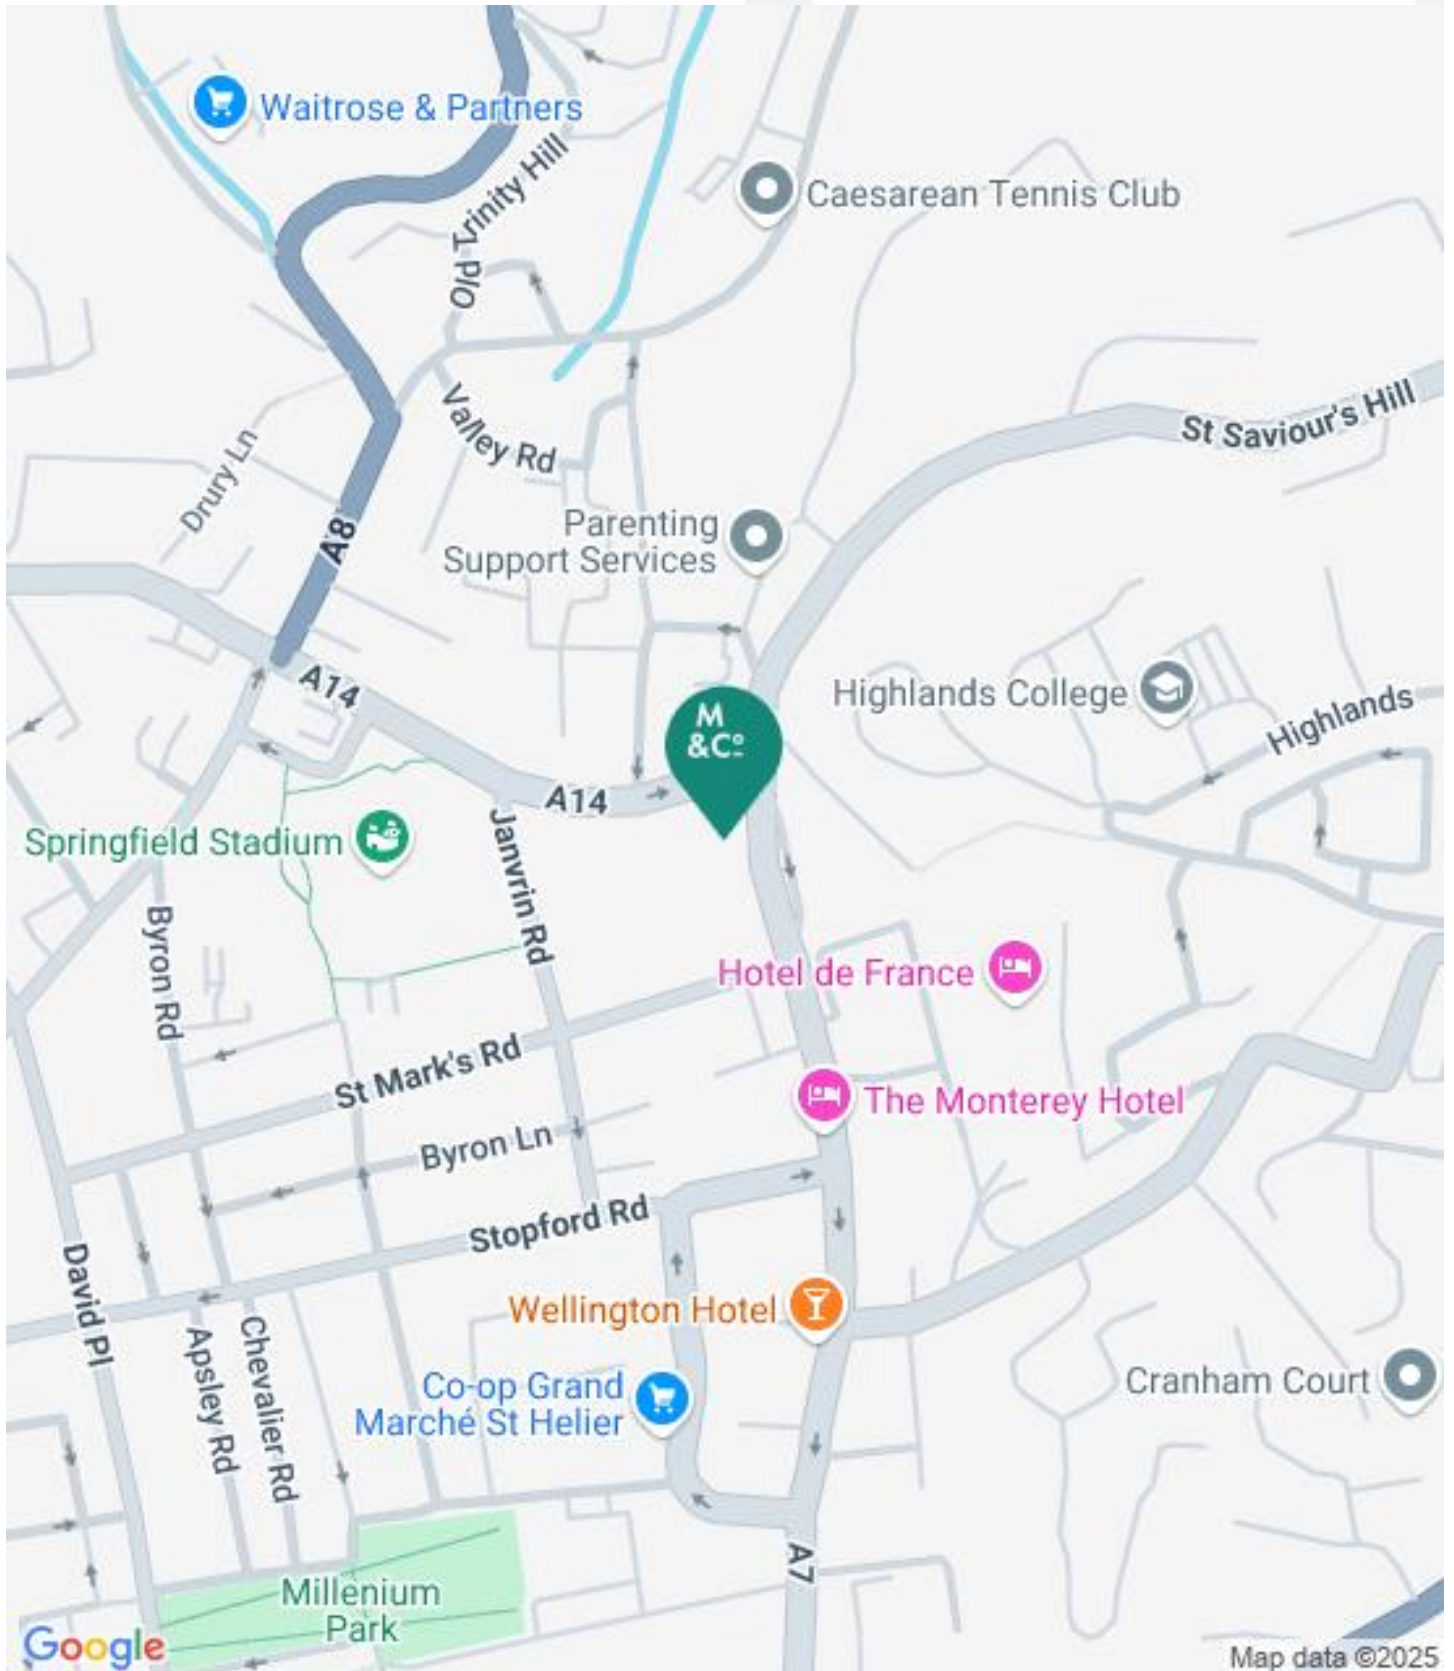 Waitrose & Partners
Old Trinity Hill
Caesarean Tennis Club
St Saviour's Hill
Valley Rd
Drury Ln
A8
Parenting
Support Services
A14
M
&Cº
Highlands College
Highlands
A14
Springfield Stadium
Janvrin Rd
Byron Rd
Hotel de France
St Mark's Rd
The Monterey Hotel
Byron Ln
Stopford Rd
David Pl
Wellington Hotel
Apsley Rd
Chevalier Rd
Co-op Grand
Marché St Helier
Cranham Court
A7
Millenium
Park
Google
Map data ©2025